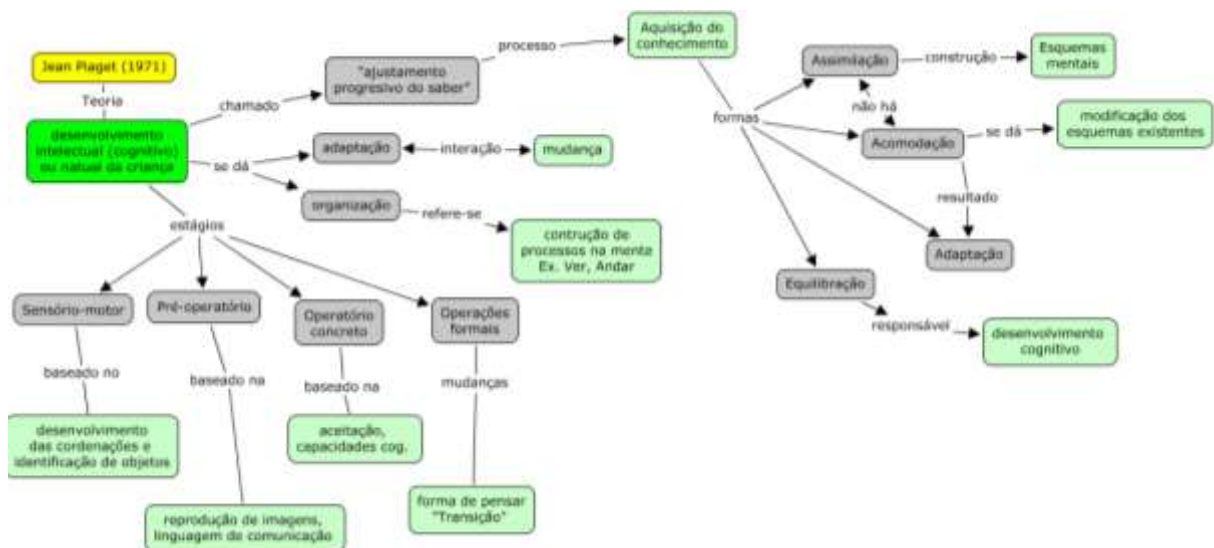 Jean Piaget (1971)
Teoria
desenvolvimento
intelectual (cognitivo)
ou natual da criança
chamado
"ajustamento
progresivo do saber"
processo
Aquisição do
conhecimento
formas
Assimilação
construção
Esquemas
mentais
não há
Acomodação
se dá
modificação dos
esquemas existentes
resultado
Adaptação
Equilibração
responsável
desenvolvimento
cognitivo
se dá
adaptação
interação
mudança
organização
refere-se
contrução de
processos na mente
Ex. Ver, Andar
estágios
Sensório-motor
baseado no
desenvolvimento
das cordenações e
identificação de objetos
Pré-operatório
baseado na
reprodução de imagens,
linguagem de comunicação
Operatório
concreto
baseado na
aceitação,
capacidades cog.
Operações
formais
mudanças
forma de pensar
"Transição"